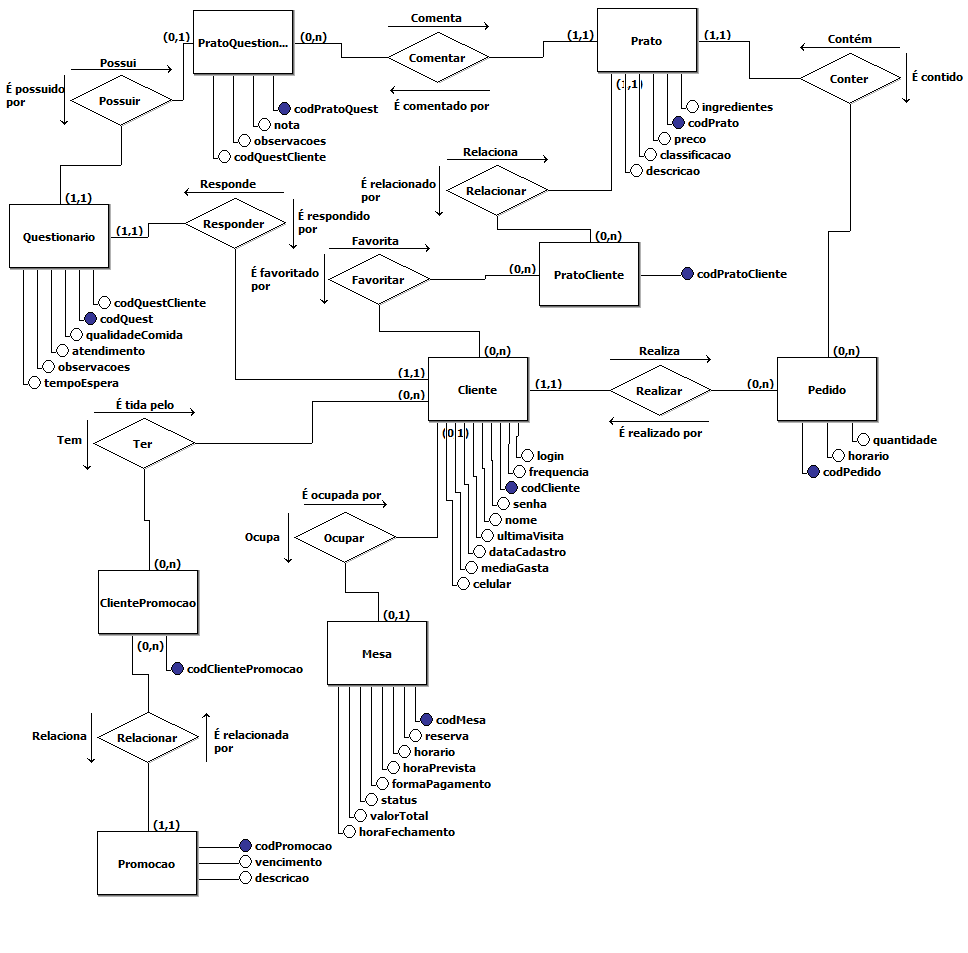 Comenta
Contém
(0,1)
PratoQuestion...
(0,n)
(1,1)
Prato
(1,1)
Possui
Comentar
Conter
É contido
É possuido
por
Possuir
É comentado por
(1,1)
codPratoQuest
nota
observacoes
codQuestCliente
ingredientes
codPrato
preco
classificacao
descricao
Relaciona
É relacionado
por
Relacionar
Responde
(1,1)
Questionario
(1,1)
Responder
É respondido
por
Favorita
(0,n)
É favoritado
por
Favoritar
(0,n)
PratoCliente
codPratoCliente
codQuestCliente
codQuest
qualidadeComida
atendimento
observacoes
tempoEspera
(0,n)
Realiza
(0,n)
(1,1)
Cliente
(1,1)
Realizar
(0,n)
Pedido
(0,n)
É tida pelo
É realizado por
Tem
Ter
(0,1)
quantidade
horario
codPedido
login
frequencia
codCliente
senha
nome
ultimaVisita
dataCadastro
mediaGasta
celular
É ocupada por
Ocupa
Ocupar
(0,n)
ClientePromocao
(0,n)
codClientePromocao
(0,1)
Mesa
Relaciona
Relacionar
É relacionada
por
codMesa
reserva
horario
horaPrevista
formaPagamento
status
valorTotal
horaFechamento
(1,1)
Promocao
codPromocao
vencimento
descricao